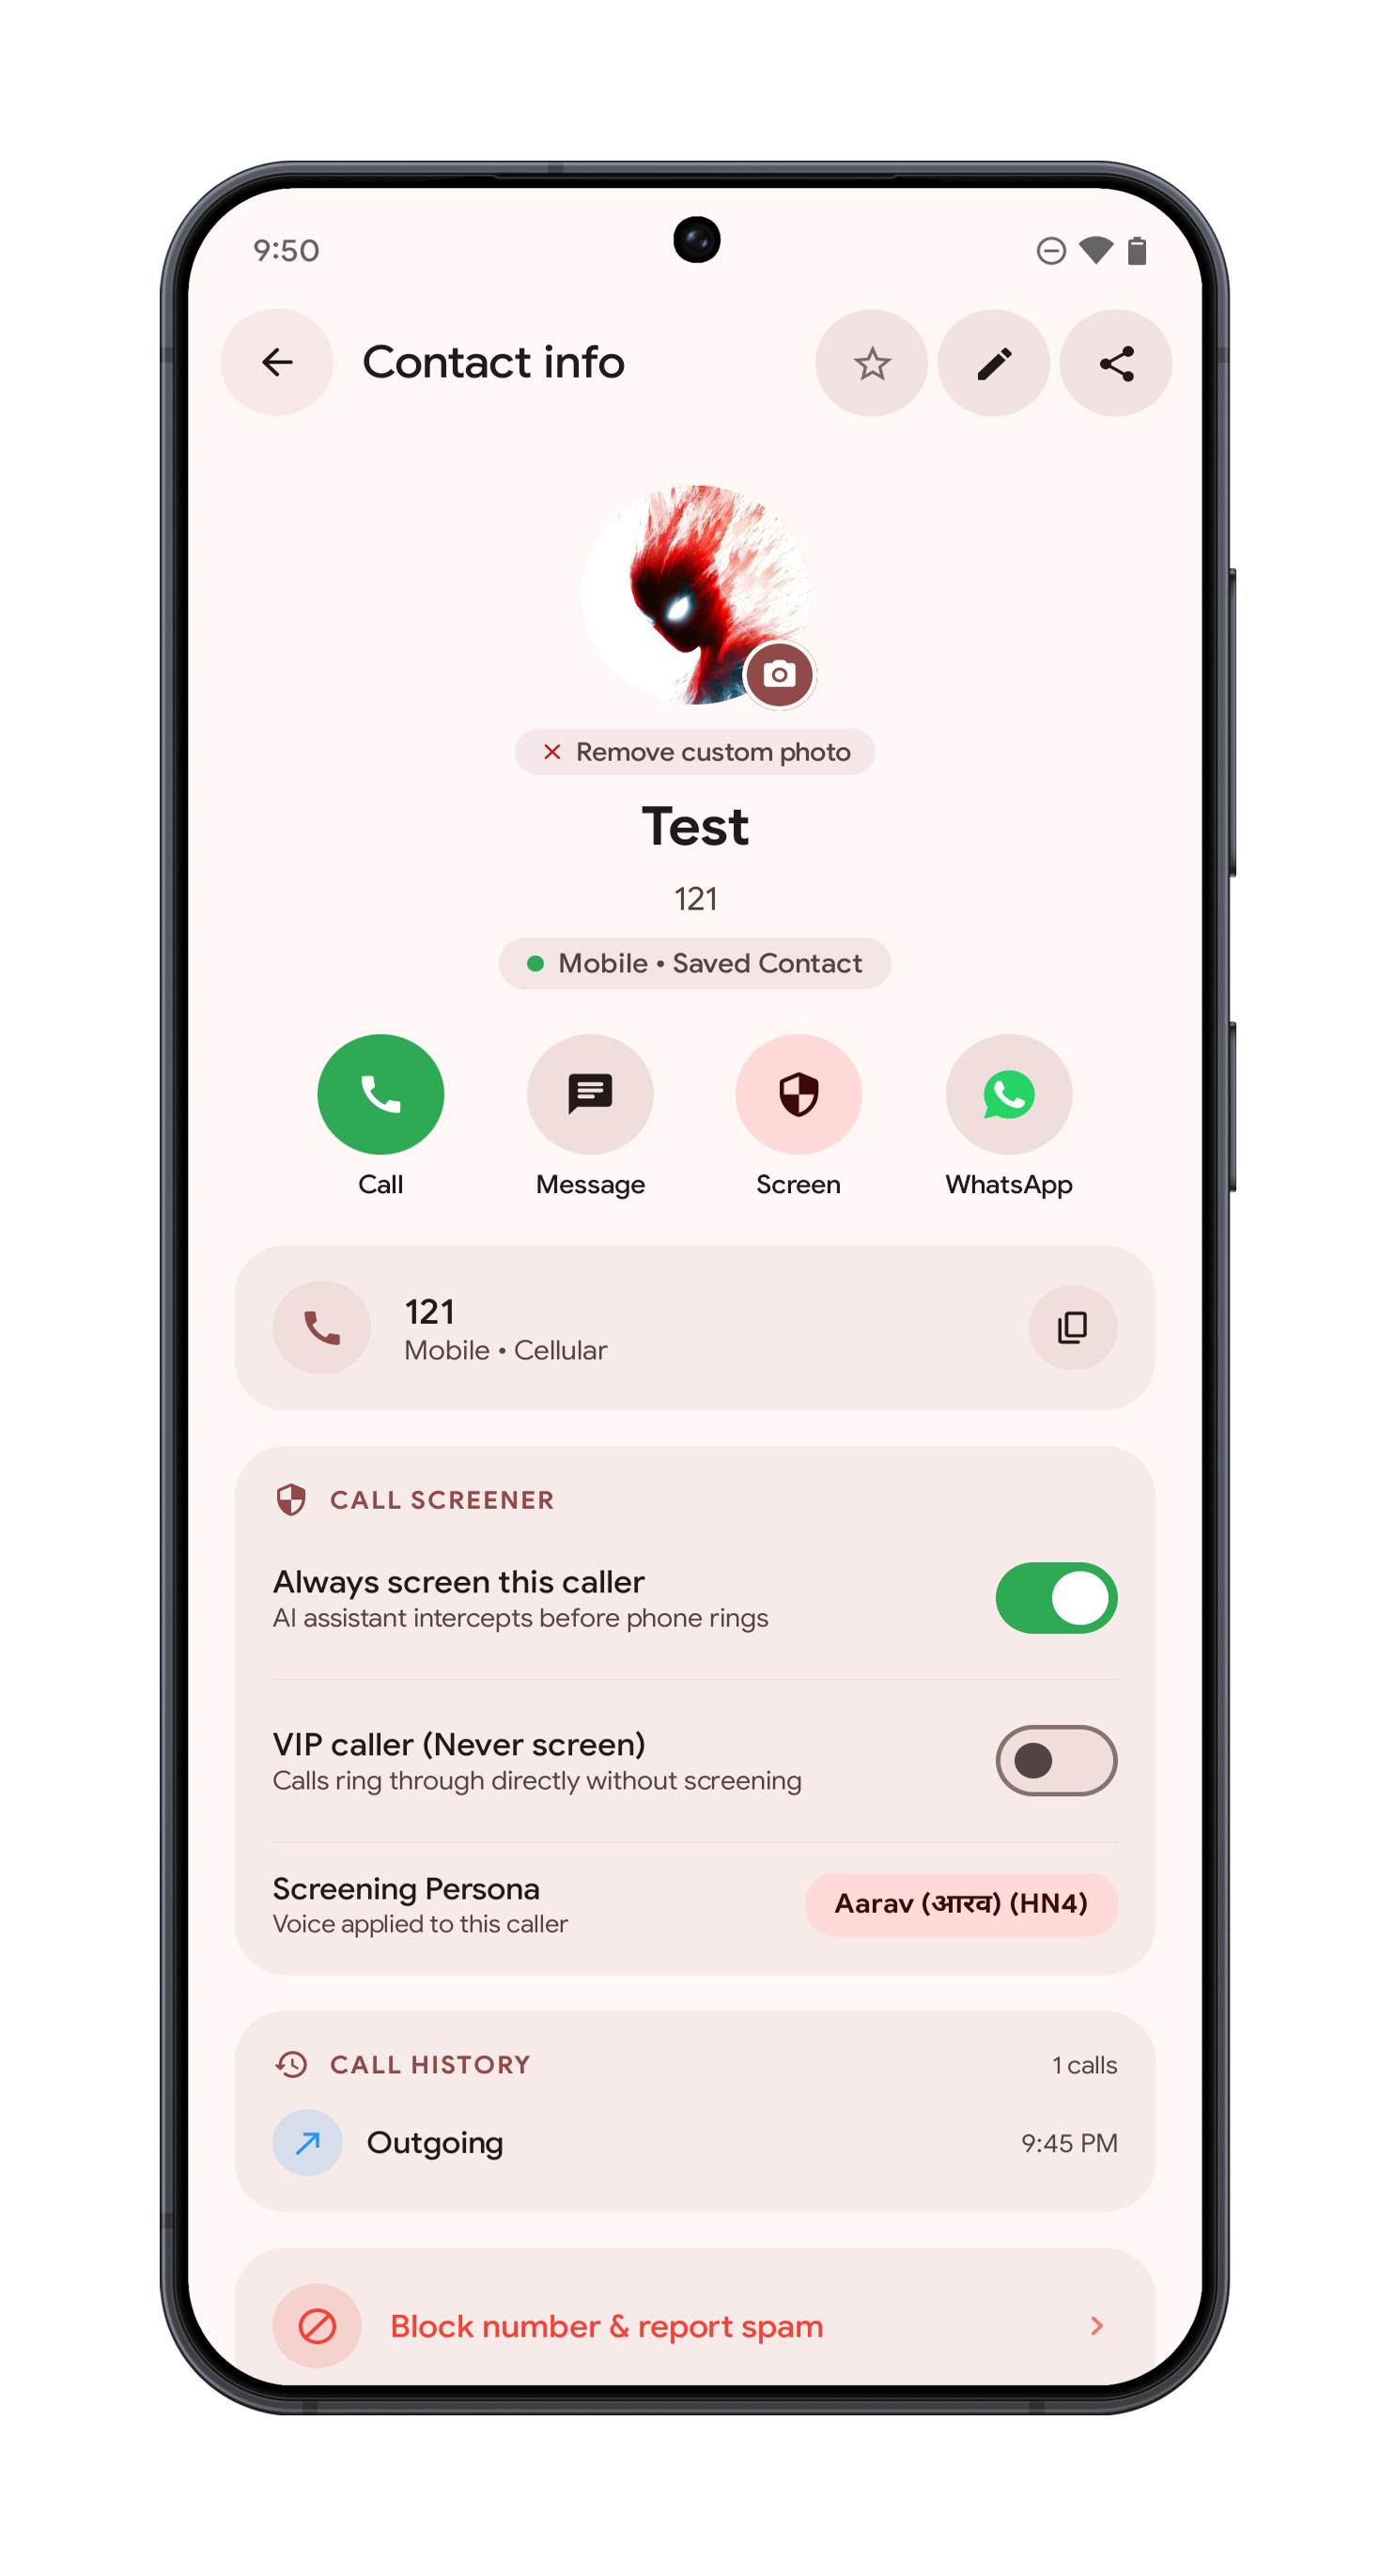 9:50
Contact info
Remove custom photo
Test
121
Mobile • Saved Contact
Call
Message
Screen
WhatsApp
121
Mobile • Cellular
CALL SCREENER
Always screen this caller
AI assistant intercepts before phone rings
VIP caller (Never screen)
Calls ring through directly without screening
Screening Persona
Voice applied to this caller
Aarav (आरव) (HN4)
CALL HISTORY
1 calls
Outgoing
9:45 PM
Block number & report spam